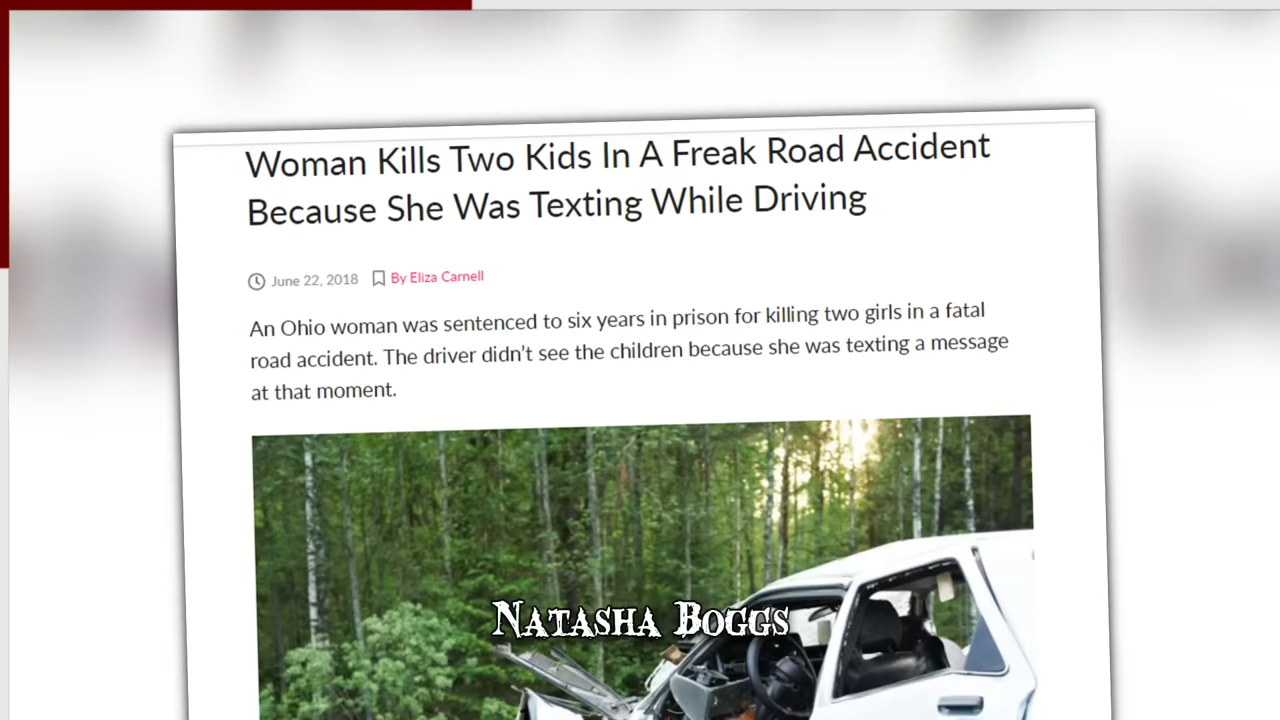 Woman Kills Two Kids In A Freak Road Accident
Because She Was Texting While Driving
June 22, 2018 By Eliza Carnell
An Ohio woman was sentenced to six years in prison for killing two girls in a fatal
road accident. The driver didn’t see the children because she was texting a message
at that moment.
Natasha Boggs